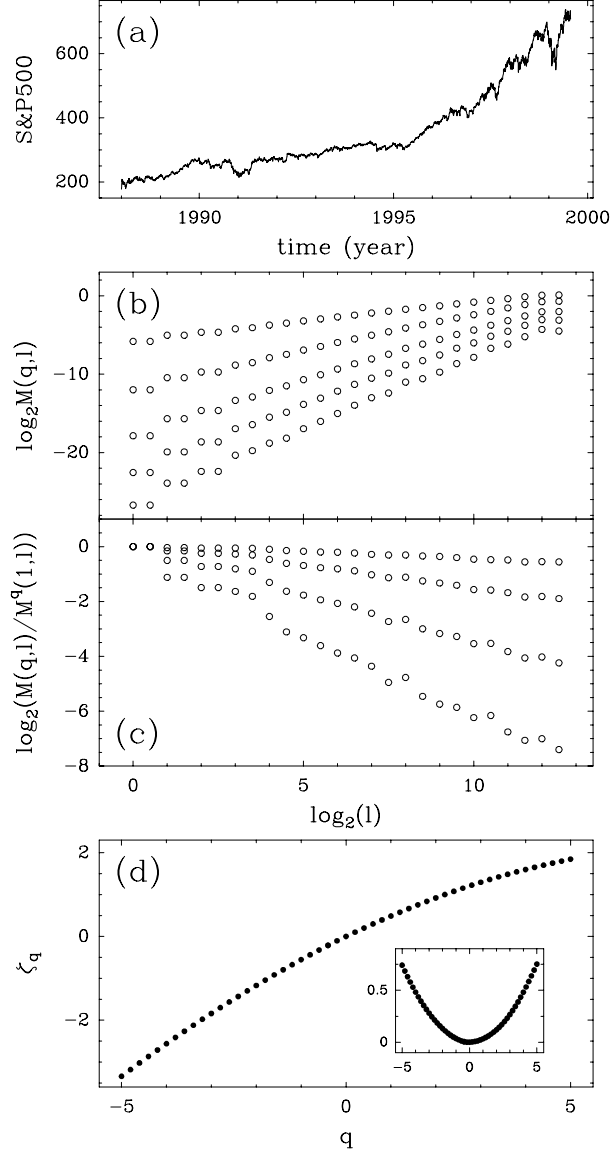 (a)
S&P500
600
400
200
1990
1995
2000
time (year)
(b)
log₂M(q,l)
0
−10
−20
(c)
log₂(M(q,l)/M^q(1,l))
0
−2
−4
−6
−8
0
5
10
log₂(l)
(d)
ζ_q
2
0
−2
0.5
0
−5
0
5
−5
0
5
q